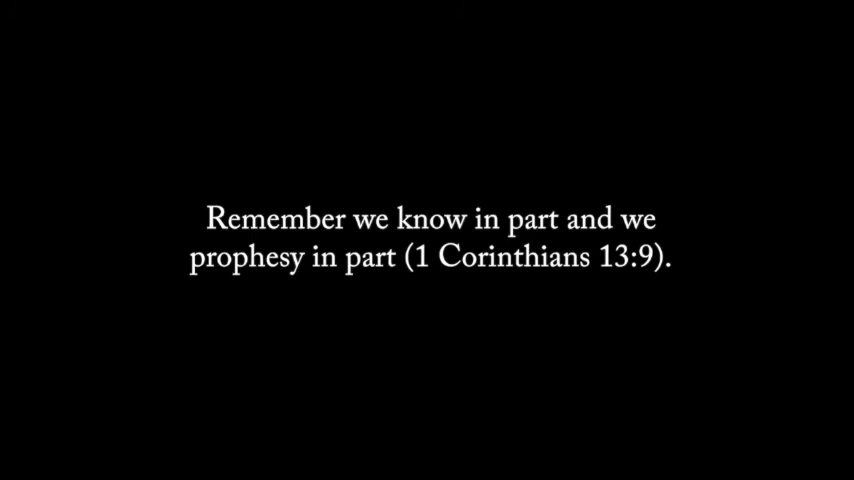 Remember we know in part and we
prophesy in part (1 Corinthians 13:9).